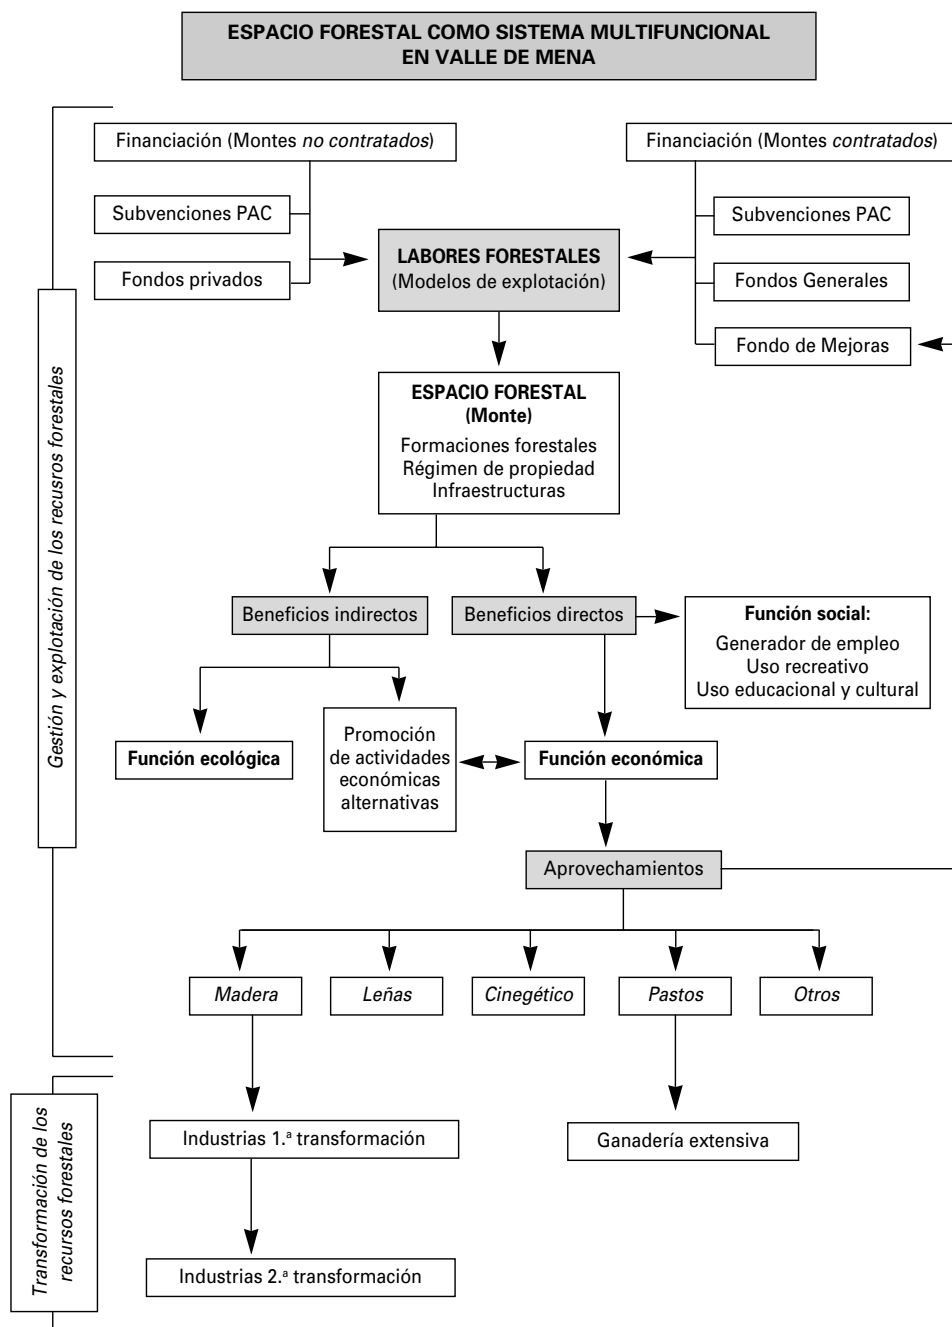 ESPACIO FORESTAL COMO SISTEMA MULTIFUNCIONAL
EN VALLE DE MENA
Financiación (Montes no contratados)
Financiación (Montes contratados)
Subvenciones PAC
Fondos privados
LABORES FORESTALES
(Modelos de explotación)
Subvenciones PAC
Fondos Generales
Fondo de Mejoras
Gestión y explotación de los recusros forestales
ESPACIO FORESTAL
(Monte)
Formaciones forestales
Régimen de propiedad
Infraestructuras
Beneficios indirectos
Beneficios directos
Función social:
Generador de empleo
Uso recreativo
Uso educacional y cultural
Función ecológica
Promoción
de actividades
económicas
alternativas
Función económica
Aprovechamientos
Madera
Leñas
Cinegético
Pastos
Otros
Transformación de los
recursos forestales
Industrias 1.ª transformación
Ganadería extensiva
Industrias 2.ª transformación